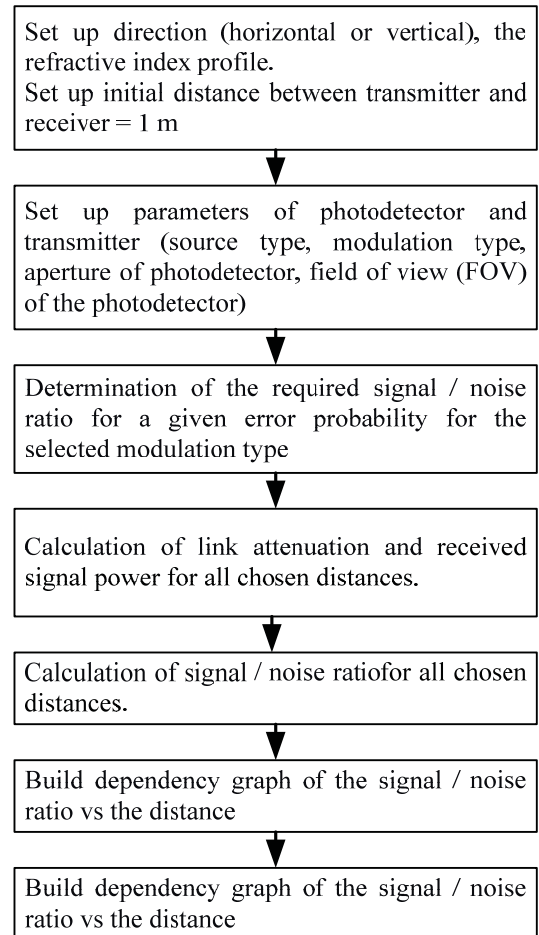 Set up direction (horizontal or vertical), the
refractive index profile.
Set up initial distance between transmitter and
receiver = 1 m
Set up parameters of photodetector and
transmitter (source type, modulation type,
aperture of photodetector, field of view (FOV)
of the photodetector)
Determination of the required signal / noise
ratio for a given error probability for the
selected modulation type
Calculation of link attenuation and received
signal power for all chosen distances.
Calculation of signal / noise ratiofor all chosen
distances.
Build dependency graph of the signal / noise
ratio vs the distance
Build dependency graph of the signal / noise
ratio vs the distance